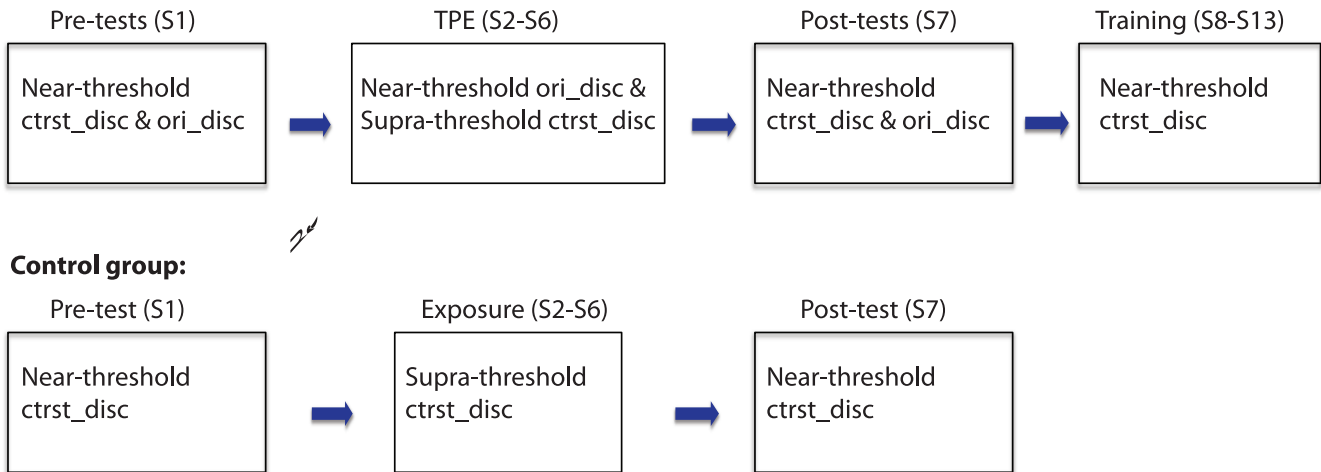 Pre-tests (S1)
TPE (S2-S6)
Post-tests (S7)
Training (S8-S13)
Near-threshold
ctrst_disc & ori_disc
Near-threshold ori_disc &
Supra-threshold ctrst_disc
Near-threshold
ctrst_disc & ori_disc
Near-threshold
ctrst_disc
Control group:
Pre-test (S1)
Exposure (S2-S6)
Post-test (S7)
Near-threshold
ctrst_disc
Supra-threshold
ctrst_disc
Near-threshold
ctrst_disc